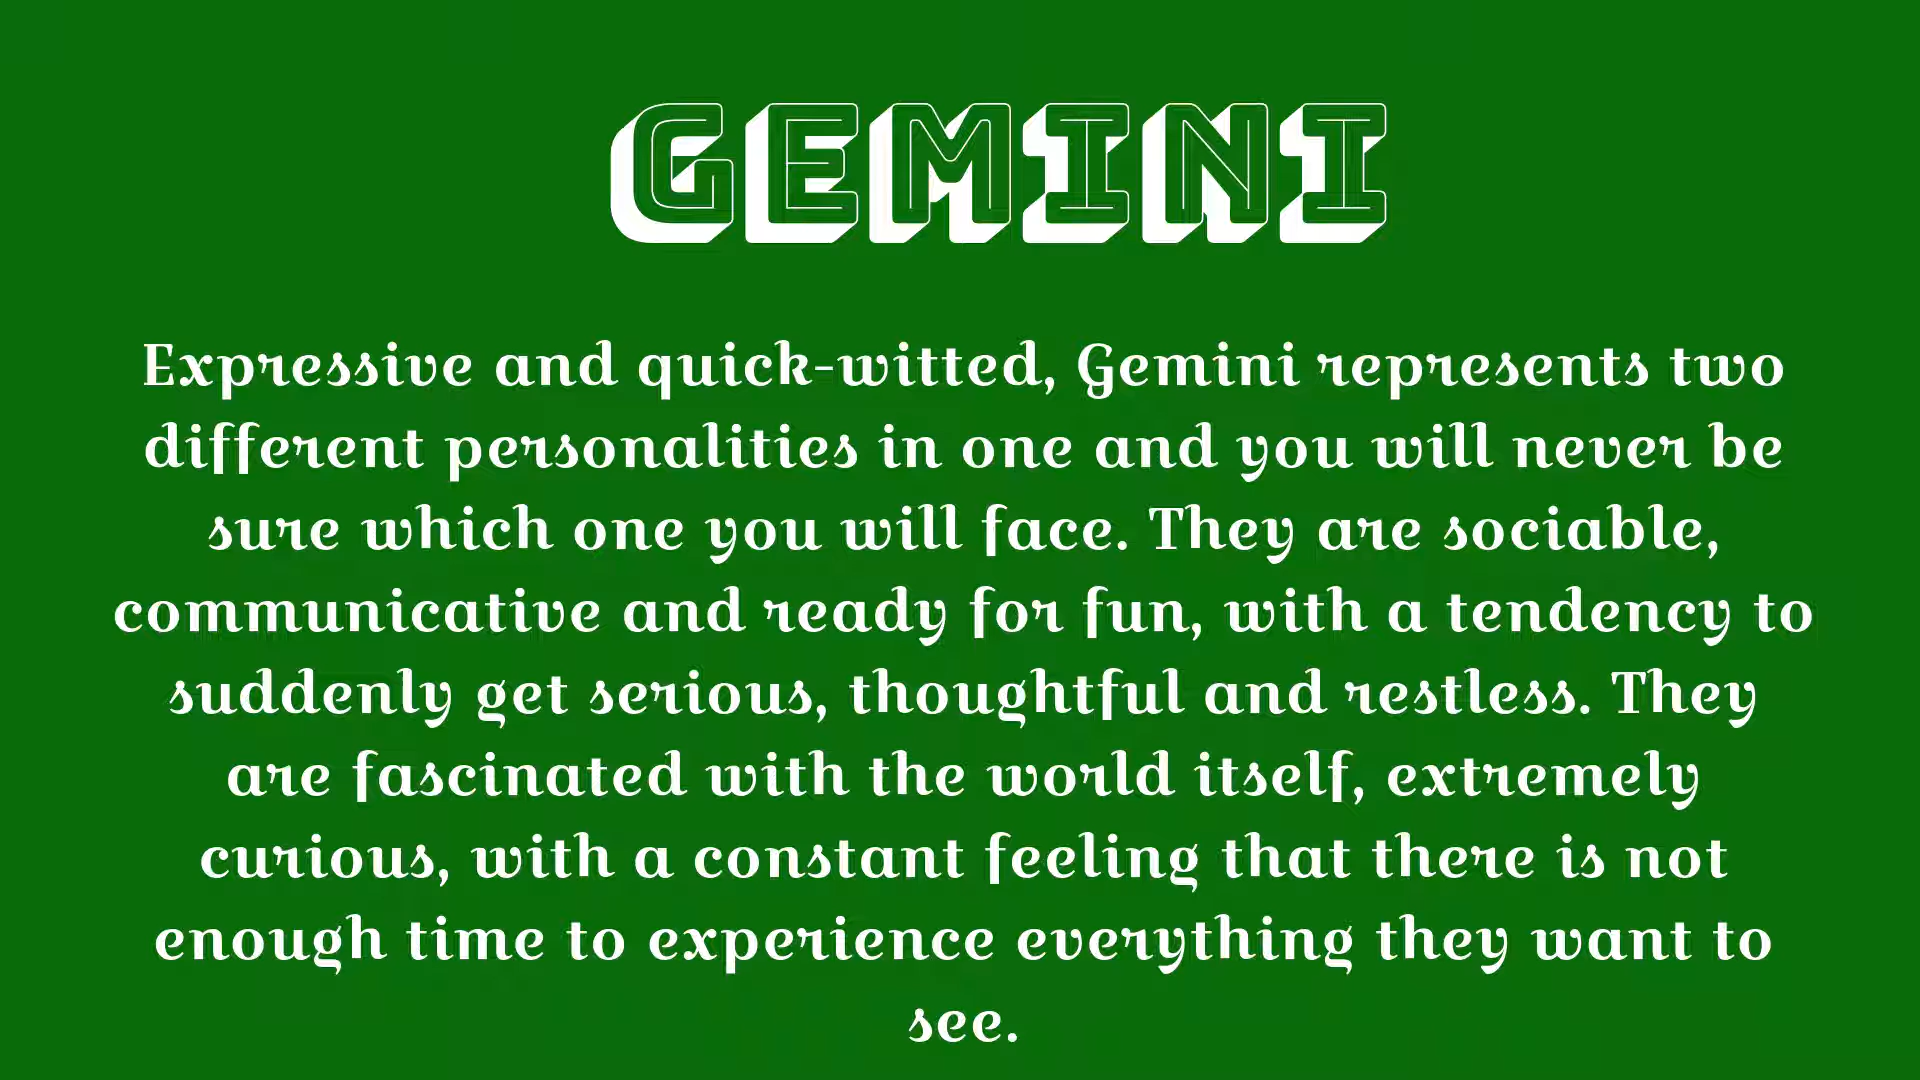 GEMINI
Expressive and quick-witted, Gemini represents two
different personalities in one and you will never be
sure which one you will face. They are sociable,
communicative and ready for fun, with a tendency to
suddenly get serious, thoughtful and restless. They
are fascinated with the world itself, extremely
curious, with a constant feeling that there is not
enough time to experience everything they want to
see.